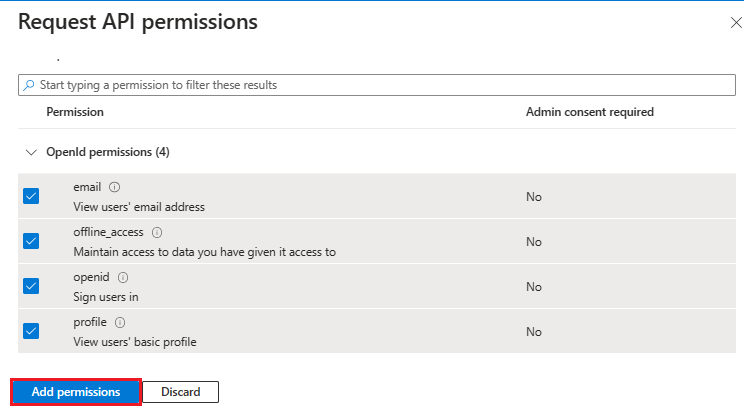 Request API permissions
Start typing a permission to filter these results
Permission Admin consent required
OpenId permissions (4)
email
View users' email address
No
offline_access
Maintain access to data you have given it access to
No
openid
Sign users in
No
profile
View users' basic profile
No
Add permissions Discard